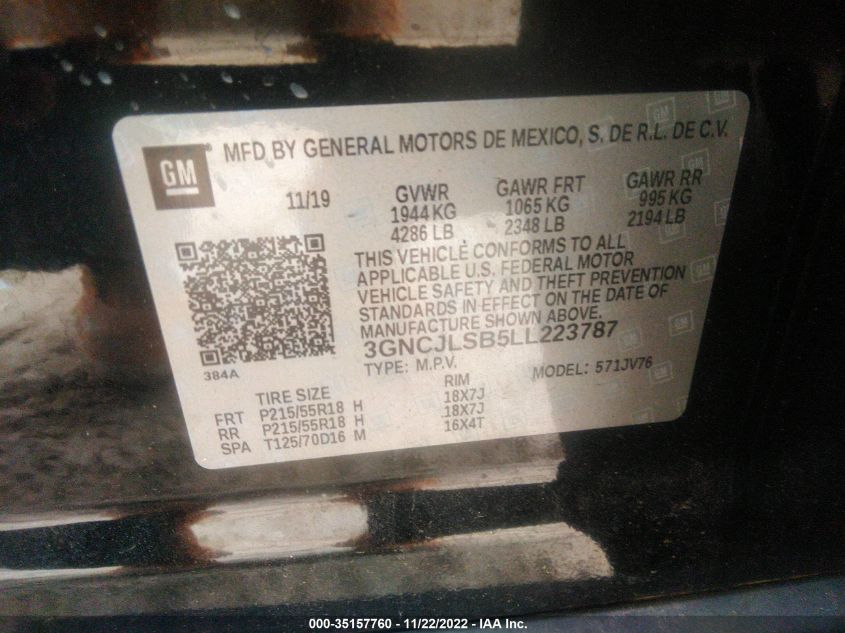 GM MFD BY GENERAL MOTORS DE MEXICO, S. DE R.L. DE C.V.
11/19 GVWR GAWR FRT GAWR RR
1944 KG 1065 KG 995 KG
4286 LB 2348 LB 2194 LB
THIS VEHICLE CONFORMS TO ALL
APPLICABLE U.S. FEDERAL MOTOR
VEHICLE SAFETY AND THEFT PREVENTION
STANDARDS IN EFFECT ON THE DATE OF
MANUFACTURE SHOWN ABOVE.
3GNCJLSB5LL223787
384A TYPE: M.P.V. MODEL: 571JV76
TIRE SIZE RIM
FRT P215/55R18 H 18X7J
RR P215/55R18 H 18X7J
SPA T125/70D16 M 16X4T
000-35157760 - 11/22/2022 - IAA Inc.